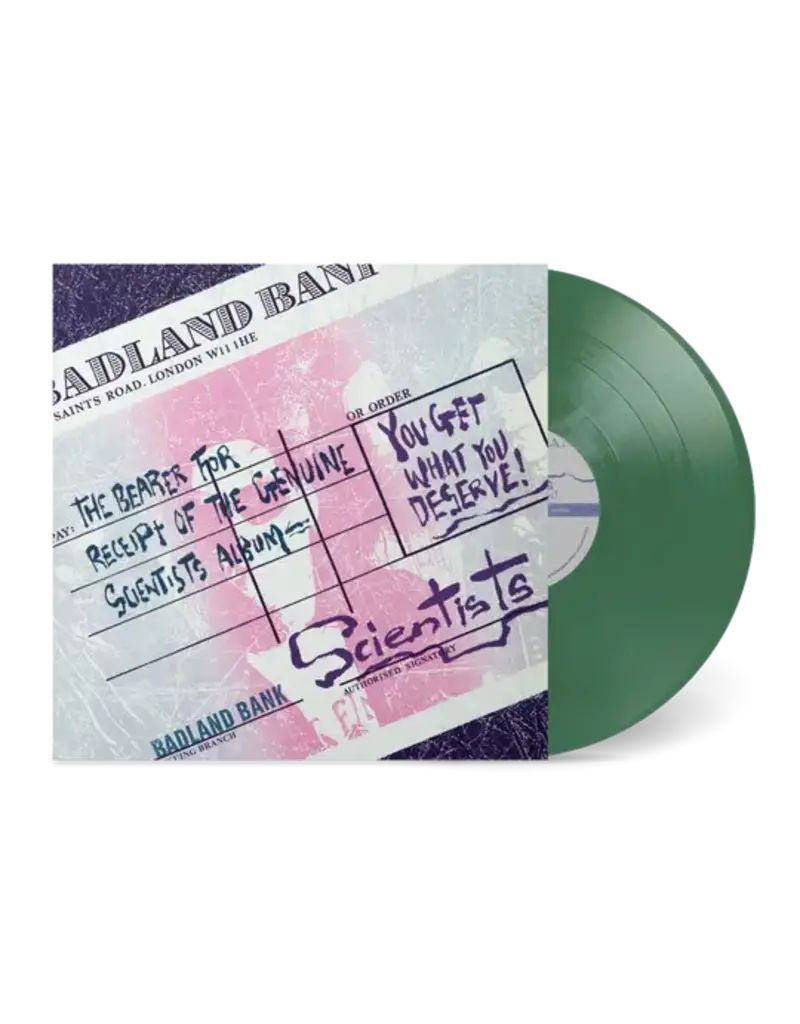 BADLAND BANK
SAINTS ROAD. LONDON W11 1HE
OR ORDER
PAY: THE BEARER FOR
RECEIPT OF THE GENUINE
SCIENTISTS ALBUM
YOU GET
WHAT YOU
DESERVE!
Scientists
AUTHORISED SIGNATORY
BADLAND BANK
BRANCH